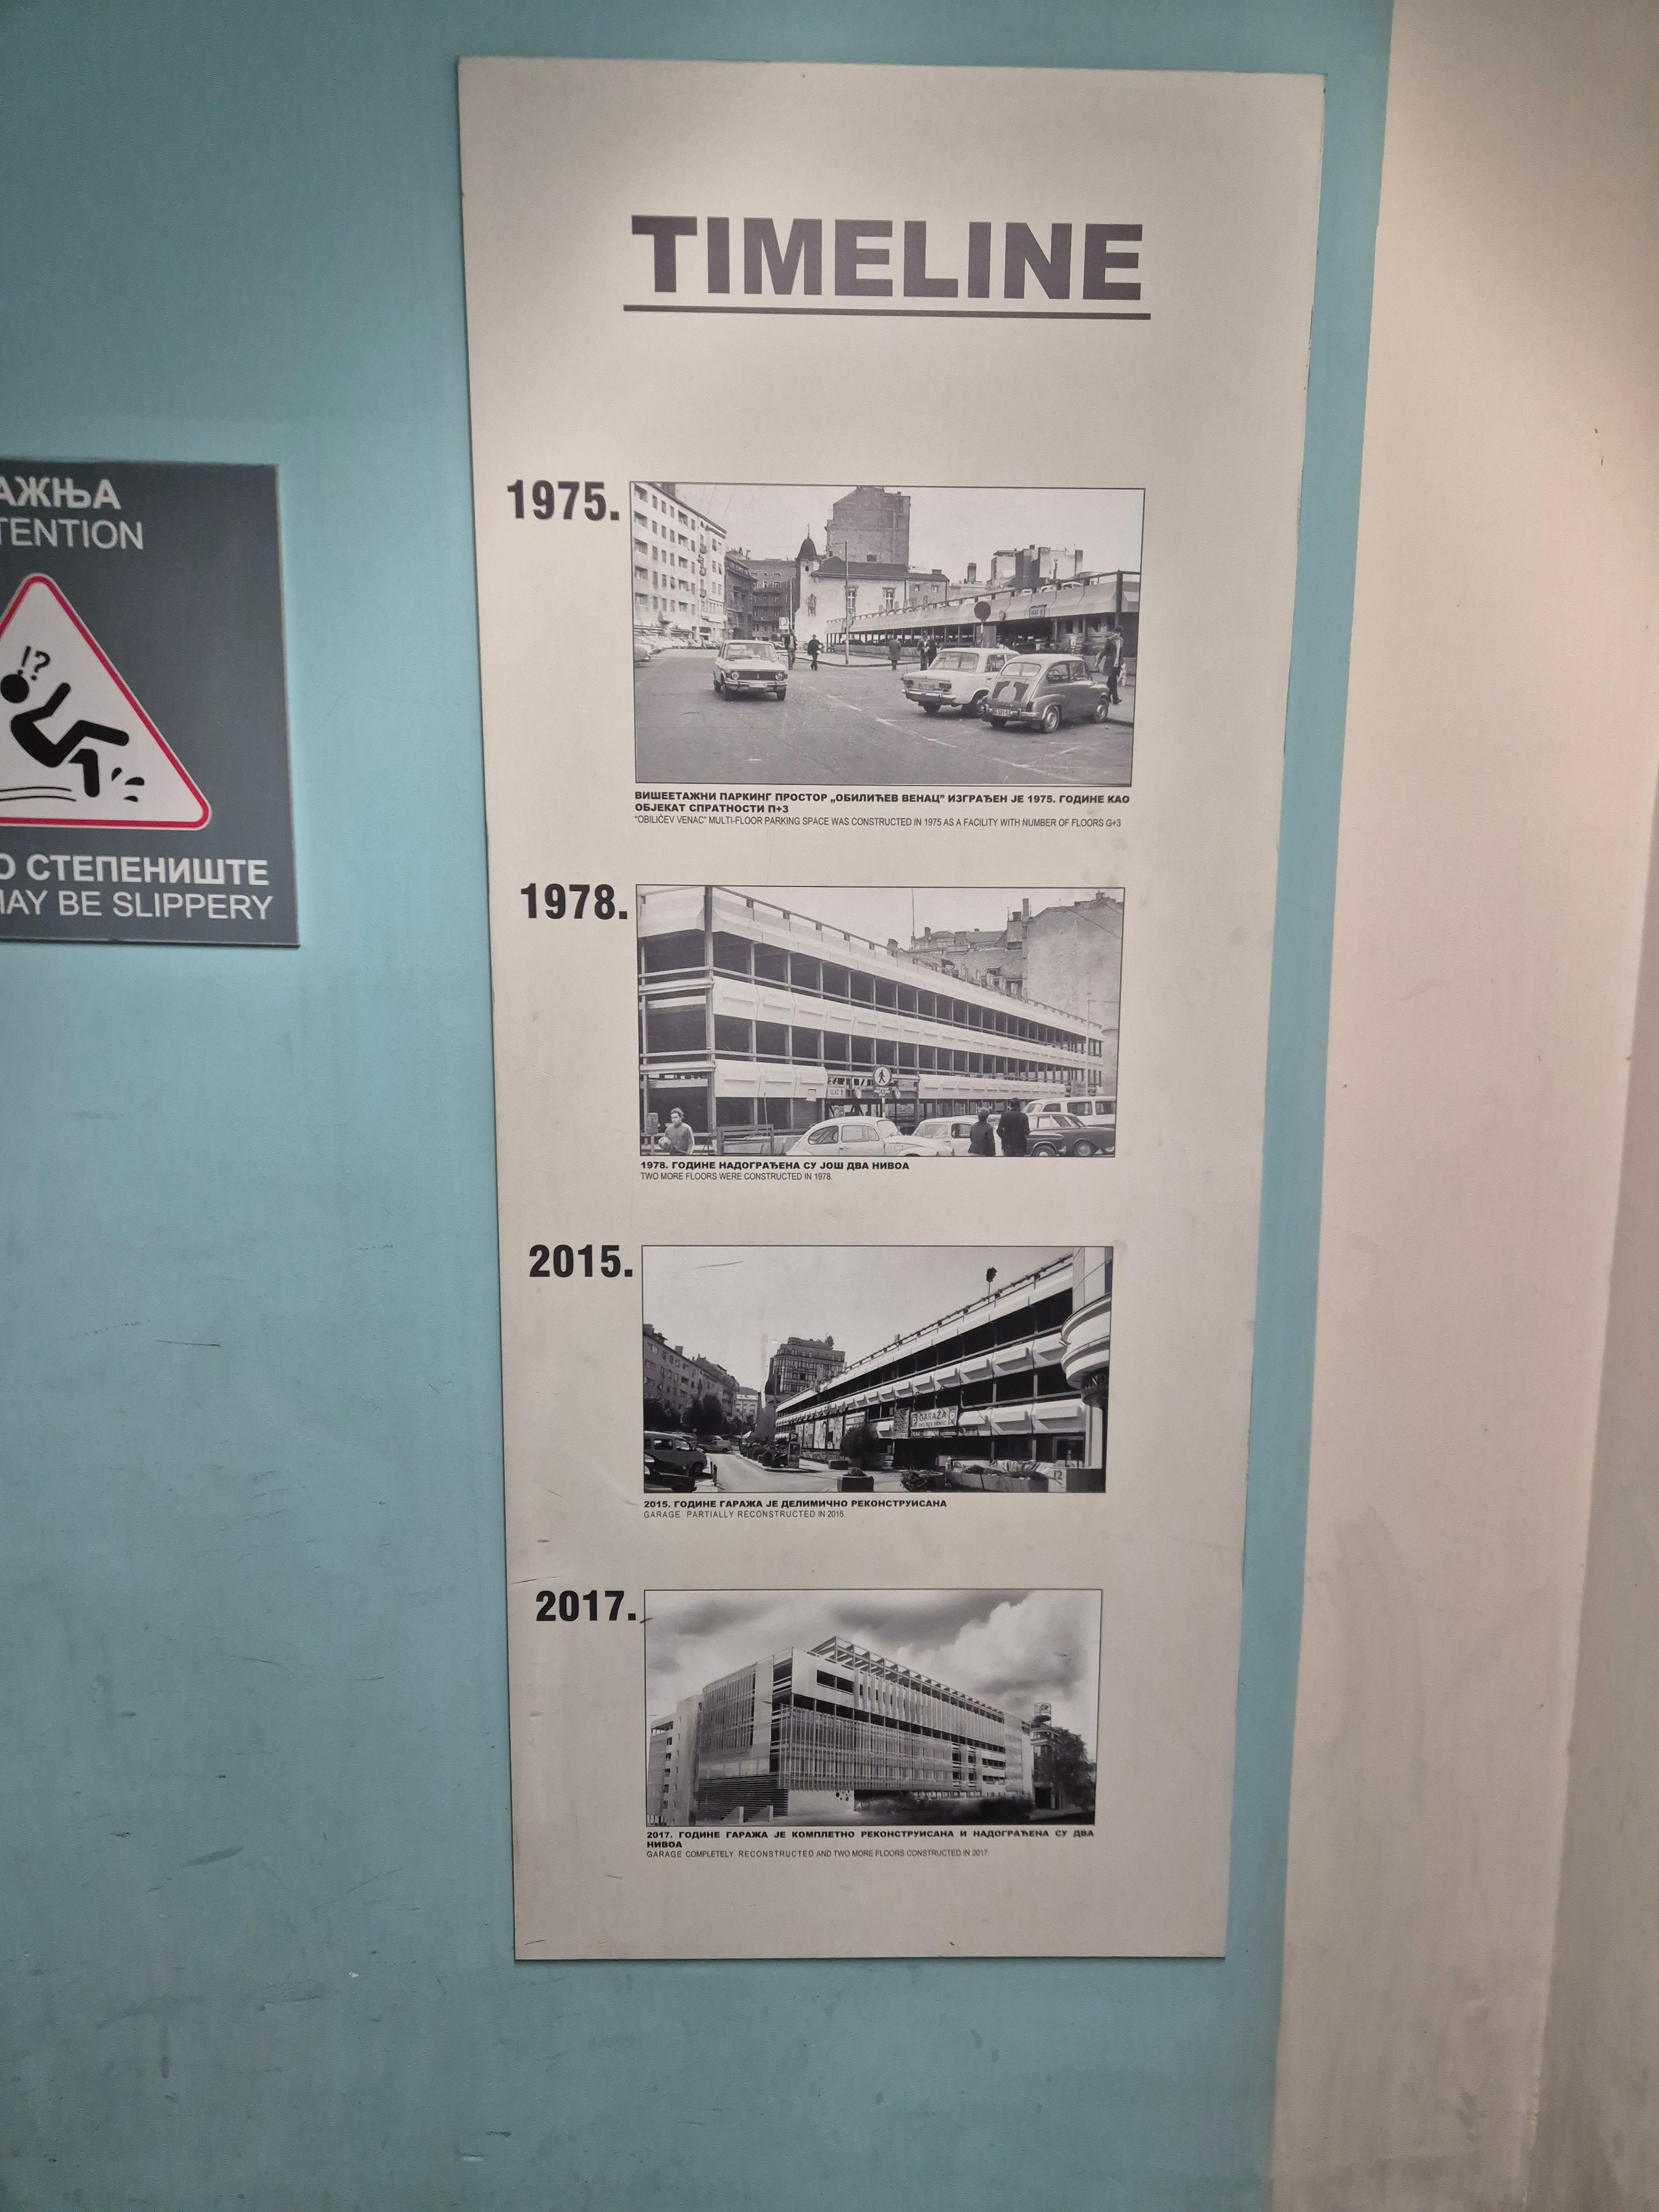 АЖЊА
TENTION
!?
О СТЕПЕНИШТЕ
MAY BE SLIPPERY
TIMELINE
1975.
ВИШЕЕТАЖНИ ПАРКИНГ ПРОСТОР „ОБИЛИЋЕВ ВЕНАЦ” ИЗГРАЂЕН ЈЕ 1975. ГОДИНЕ КАО
ОБЈЕКАТ СПРАТНОСТИ П+3
"OBILIĆEV VENAC" MULTI-FLOOR PARKING SPACE WAS CONSTRUCTED IN 1975 AS A FACILITY WITH NUMBER OF FLOORS G+3
1978.
1978. ГОДИНЕ НАДОГРАЂЕНА СУ ЈОШ ДВА НИВОА
TWO MORE FLOORS WERE CONSTRUCTED IN 1978.
2015.
GARAŽA
12
2015. ГОДИНЕ ГАРАЖА ЈЕ ДЕЛИМИЧНО РЕКОНСТРУИСАНА
GARAGE PARTIALLY RECONSTRUCTED IN 2015.
2017.
2017. ГОДИНЕ ГАРАЖА ЈЕ КОМПЛЕТНО РЕКОНСТРУИСАНА И НАДОГРАЂЕНА СУ ДВА
НИВОА
GARAGE COMPLETELY RECONSTRUCTED AND TWO MORE FLOORS CONSTRUCTED IN 2017